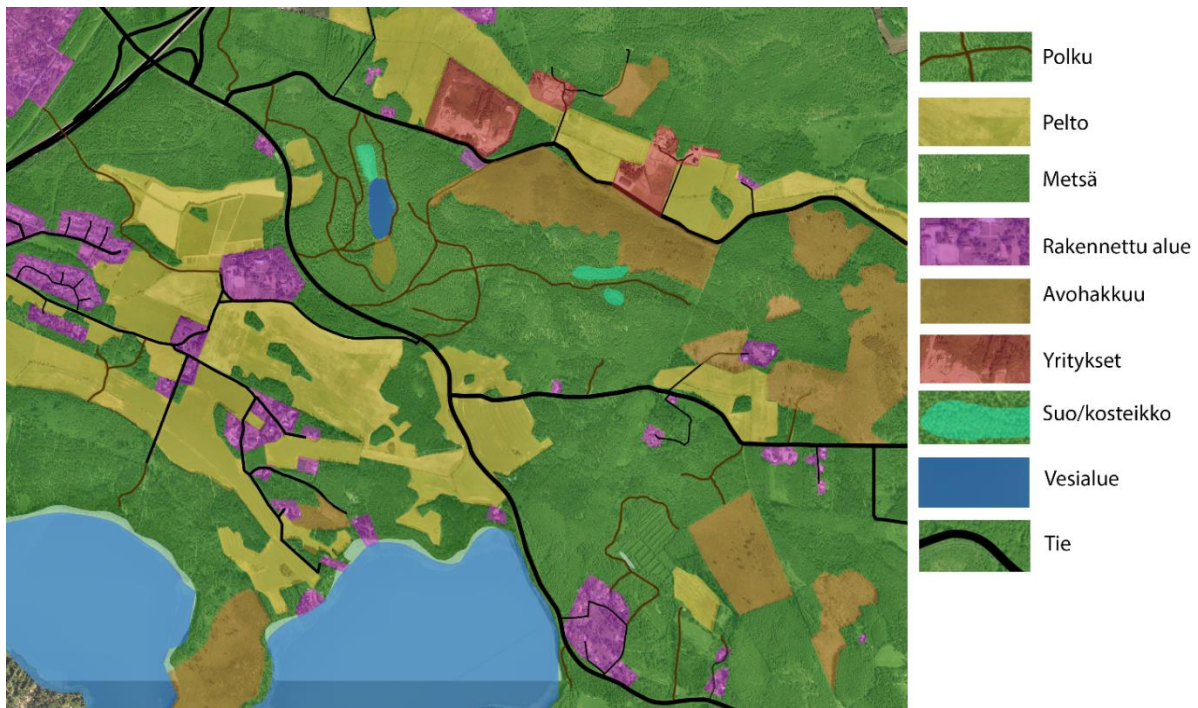 Polku
Pelto
Metsä
Rakennettu alue
Avohakkuu
Yritykset
Suo/kosteikko
Vesialue
Tie